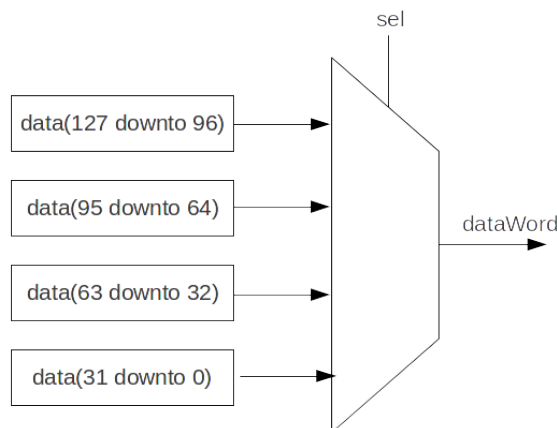 sel
data(127 downto 96)
data(95 downto 64)
dataWord
data(63 downto 32)
data(31 downto 0)